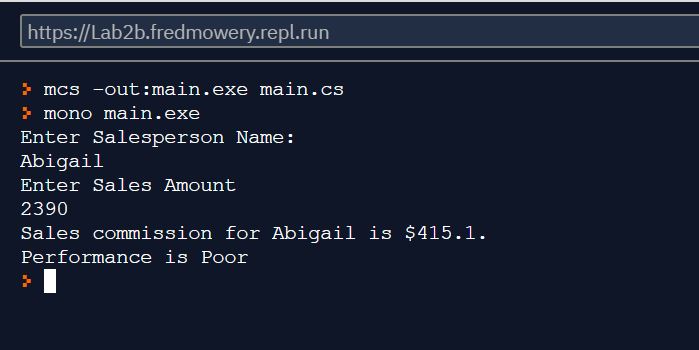 https://Lab2b.fredmowery.repl.run
> mcs -out:main.exe main.cs
> mono main.exe
Enter Salesperson Name:
Abigail
Enter Sales Amount
2390
Sales commission for Abigail is $415.1.
Performance is Poor
>